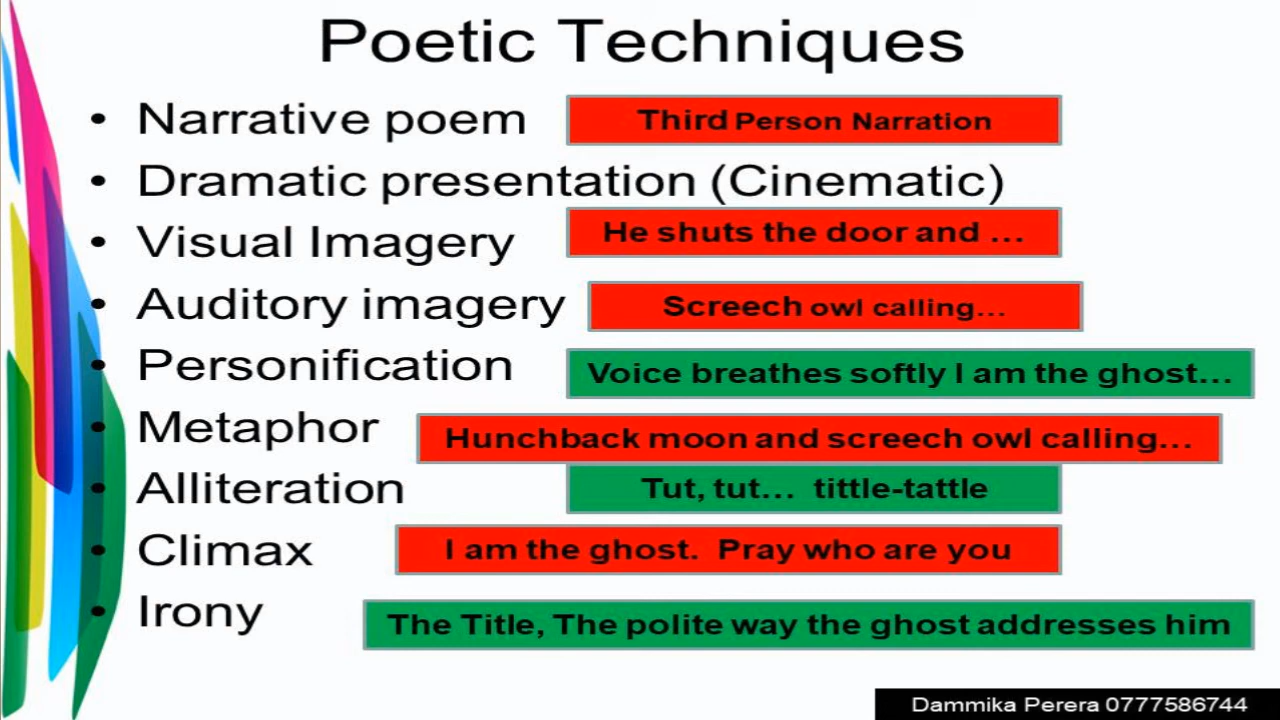 Poetic Techniques
• Narrative poem
Third Person Narration
• Dramatic presentation (Cinematic)
• Visual Imagery
He shuts the door and …
• Auditory imagery
Screech owl calling…
• Personification
Voice breathes softly I am the ghost…
• Metaphor
Hunchback moon and screech owl calling…
• Alliteration
Tut, tut… tittle-tattle
• Climax
I am the ghost. Pray who are you
• Irony
The Title, The polite way the ghost addresses him
Dammika Perera 0777586744